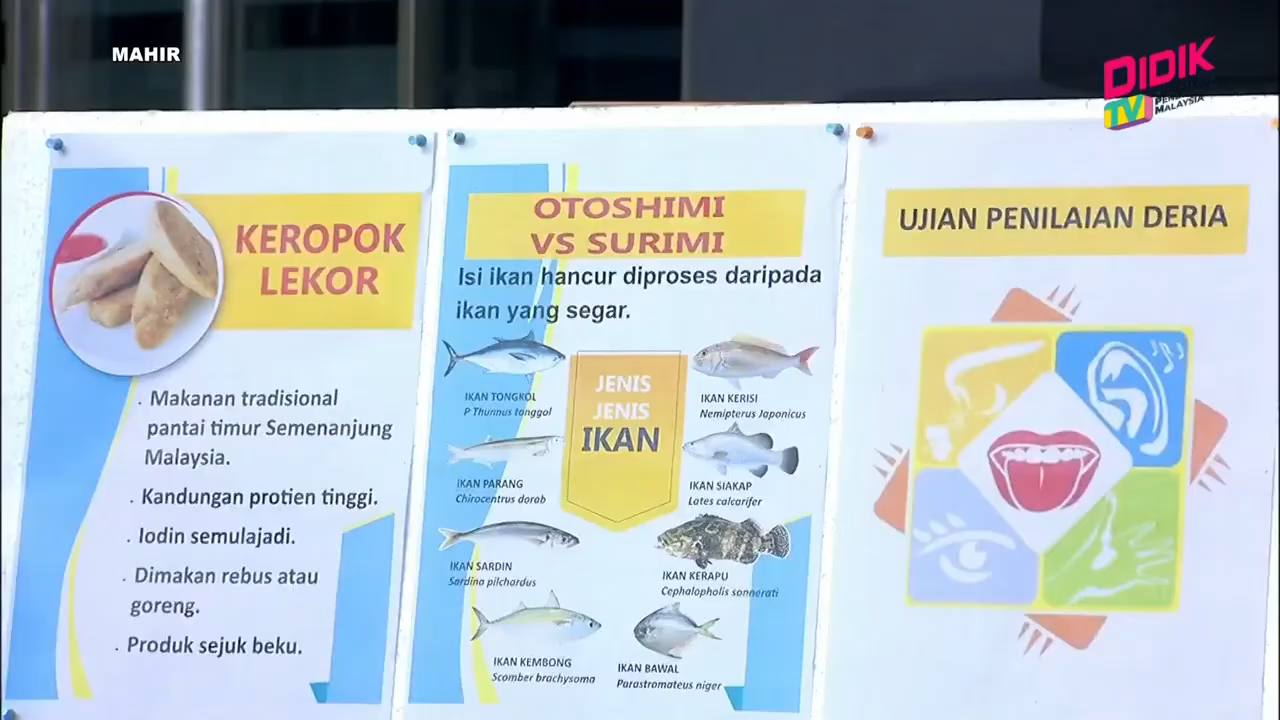 MAHIR
DIDIK
TV
MALAYSIA
KEROPOK
LEKOR
. Makanan tradisional
pantai timur Semenanjung
Malaysia.
. Kandungan protien tinggi.
. Iodin semulajadi.
. Dimakan rebus atau
goreng.
. Produk sejuk beku.
OTOSHIMI
VS SURIMI
Isi ikan hancur diproses daripada
ikan yang segar.
JENIS
JENIS
IKAN
IKAN TONGKOL
P Thunnus tonggol
IKAN KERISI
Nemipterus Japonicus
IKAN PARANG
Chirocentrus dorab
IKAN SIAKAP
Lates calcarifer
IKAN SARDIN
Sardina pilchardus
IKAN KERAPU
Cephalopholis sonnerati
IKAN KEMBONG
Scomber brachysoma
IKAN BAWAL
Parastromateus niger
UJIAN PENILAIAN DERIA